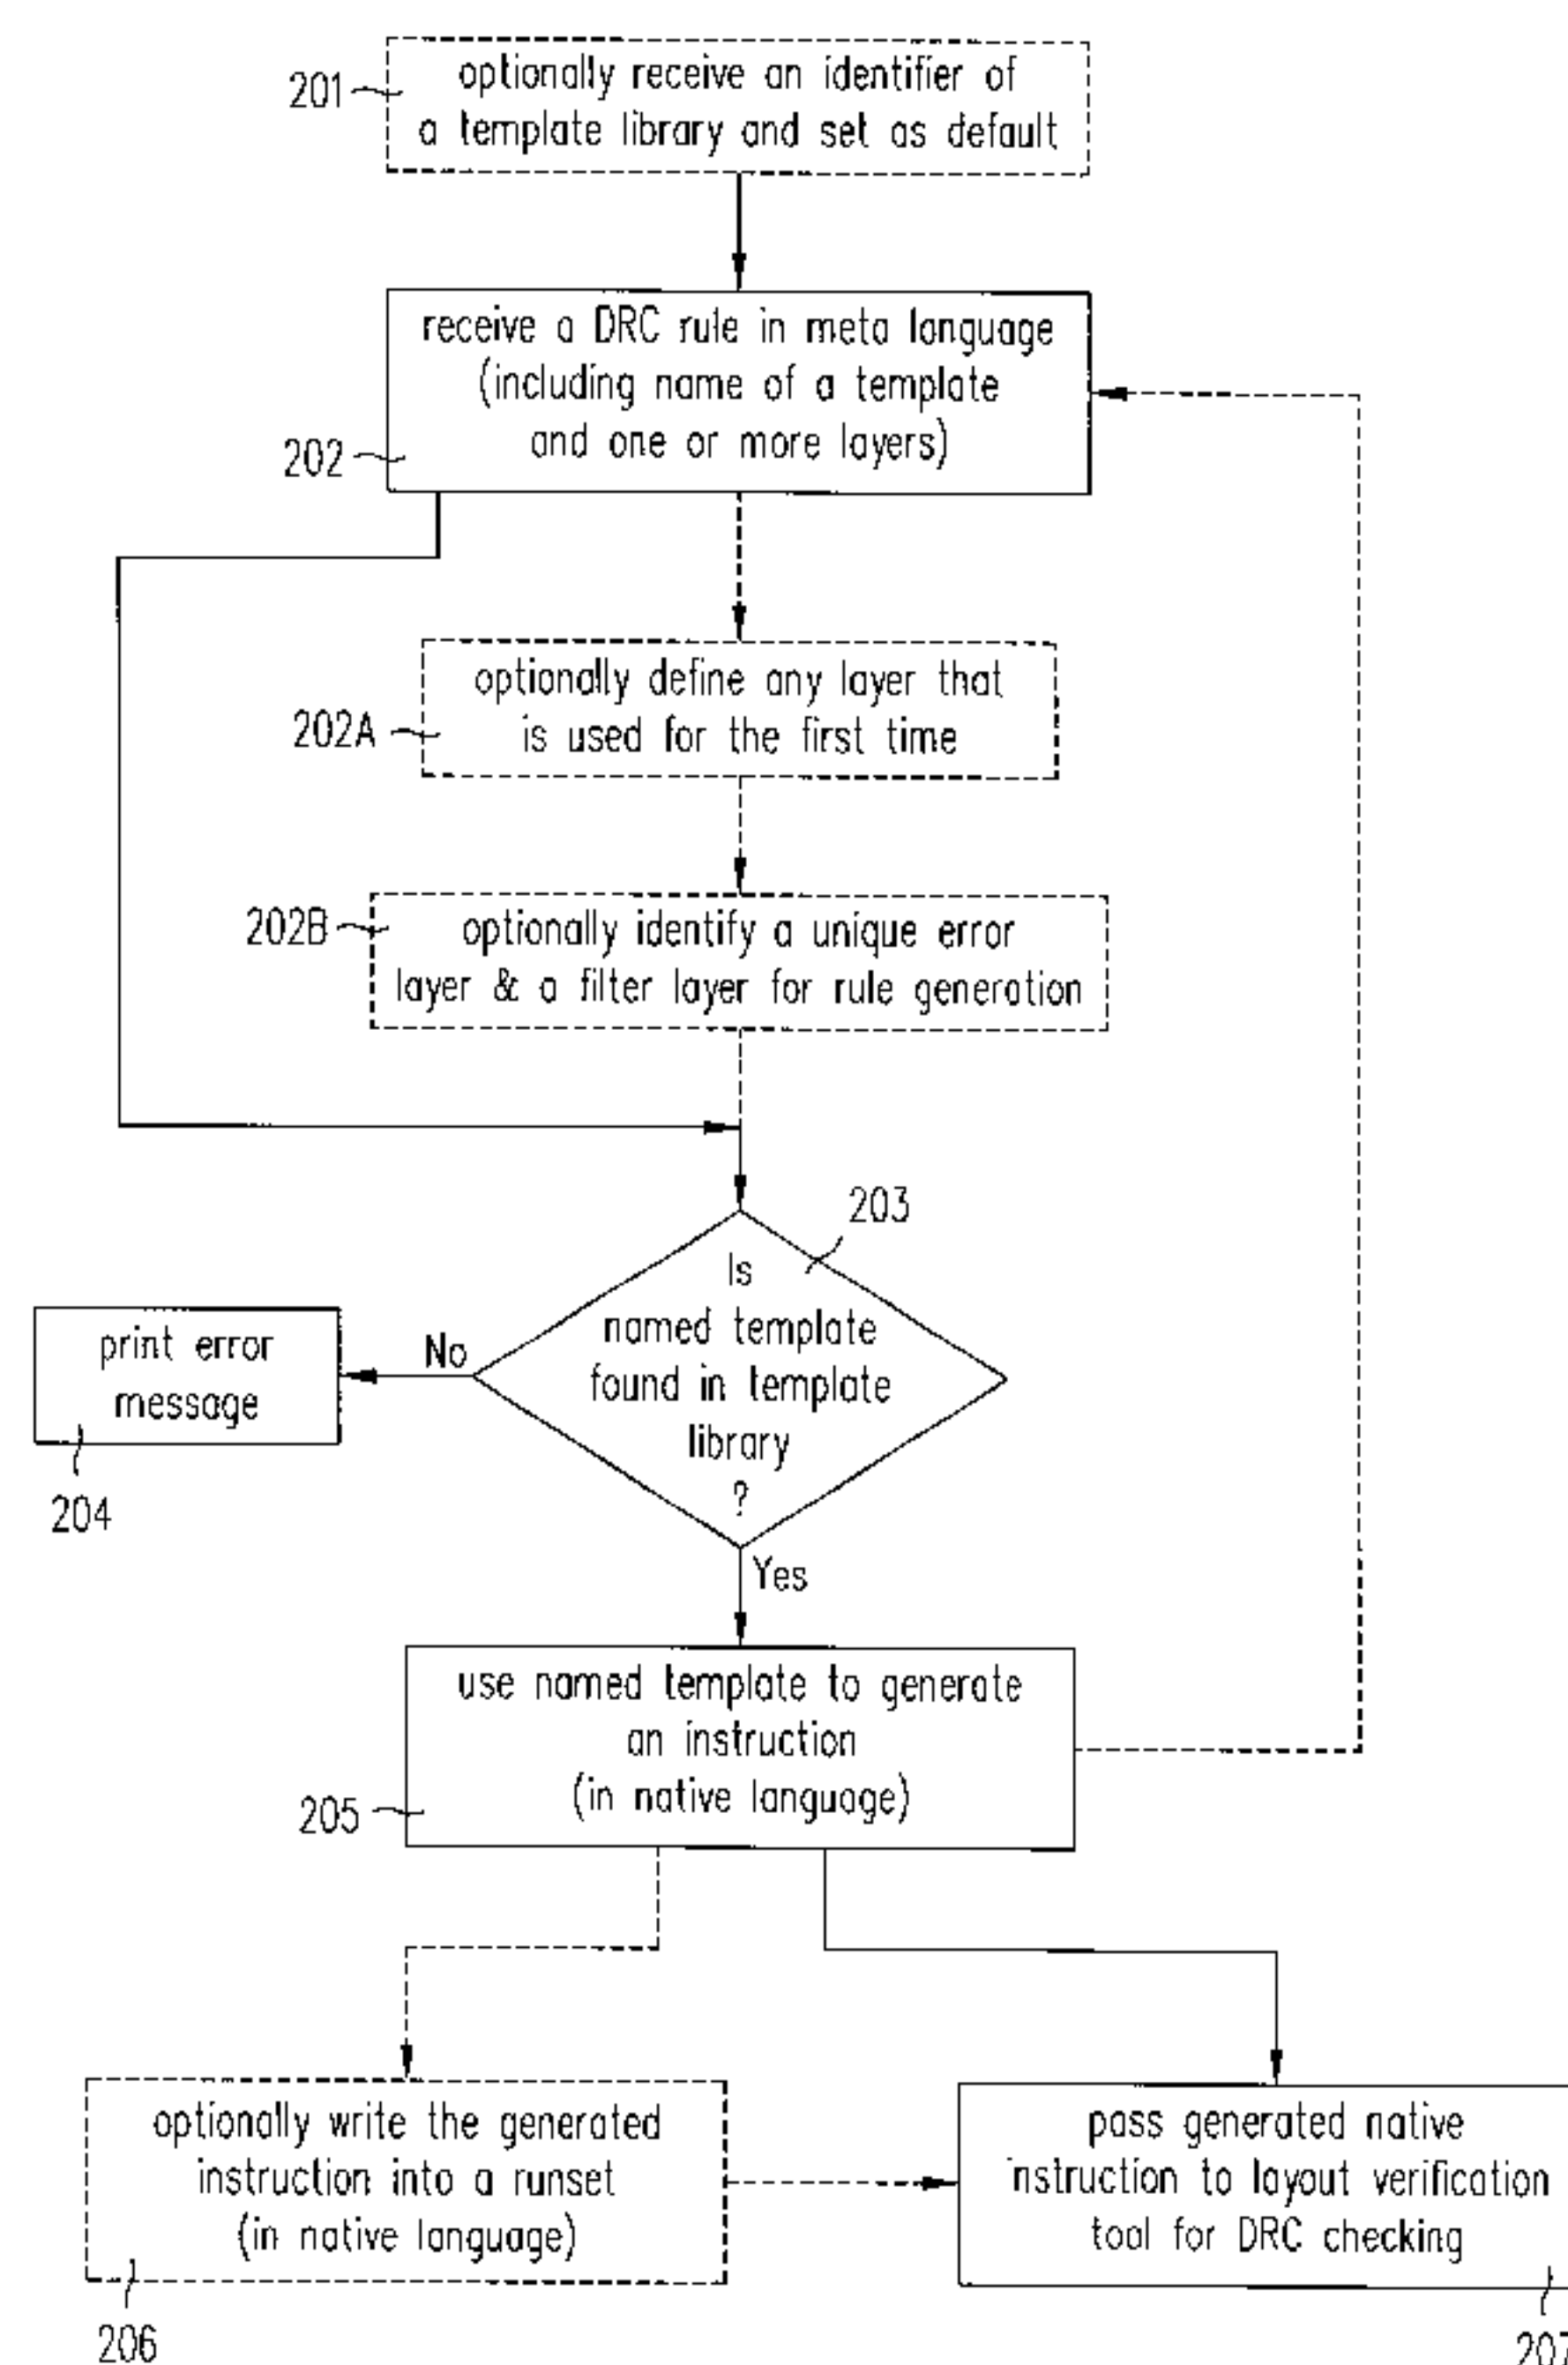 201
optionally receive an identifier of
a template library and set as default
receive a DRC rule in meta language
(including name of a template
and one or more layers)
202
optionally define any layer that
is used for the first time
202A
202B
optionally identify a unique error
layer & a filter layer for rule generation
203
Is
named template
found in template
library
?
No
print error
message
204
Yes
use named template to generate
an instruction
(in native language)
205
optionally write the generated
instruction into a runset
(in native language)
206
pass generated native
instruction to layout verification
tool for DRC checking
207